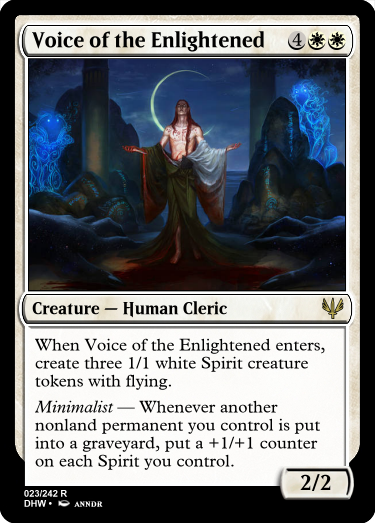 Voice of the Enlightened 4
Creature — Human Cleric
When Voice of the Enlightened enters,
create three 1/1 white Spirit creature
tokens with flying.
Minimalist — Whenever another
nonland permanent you control is put
into a graveyard, put a +1/+1 counter
on each Spirit you control.
2/2
023/242 R
DHW • ANNDR